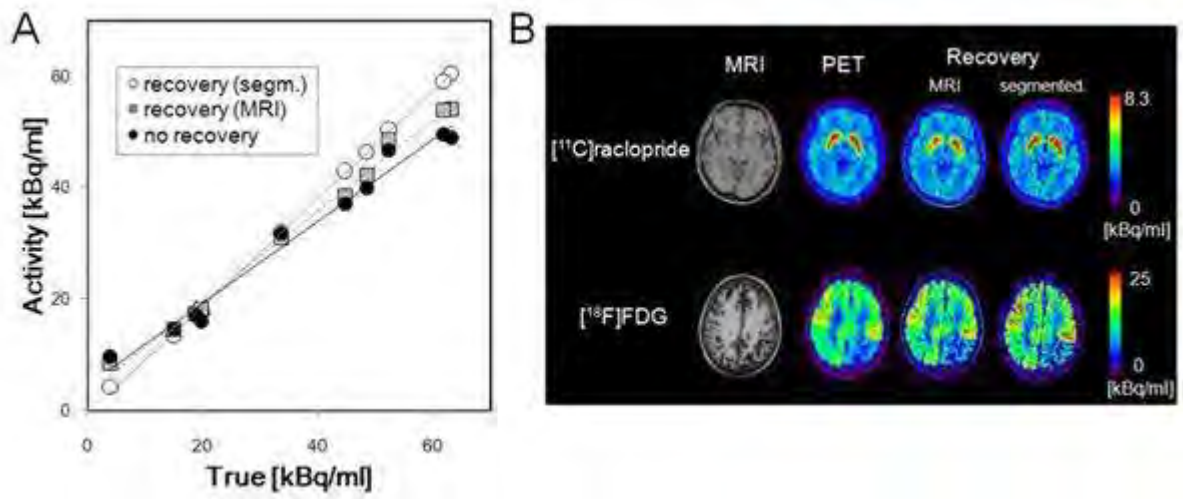 A
Activity [kBq/ml]
60
40
20
0
recovery (segm.)
recovery (MRI)
no recovery
0 20 40 60
True [kBq/ml]
B
MRI PET Recovery
MRI segmented.
[¹¹C]raclopride
8.3
0
[kBq/ml]
[¹⁸F]FDG
25
0
[kBq/ml]